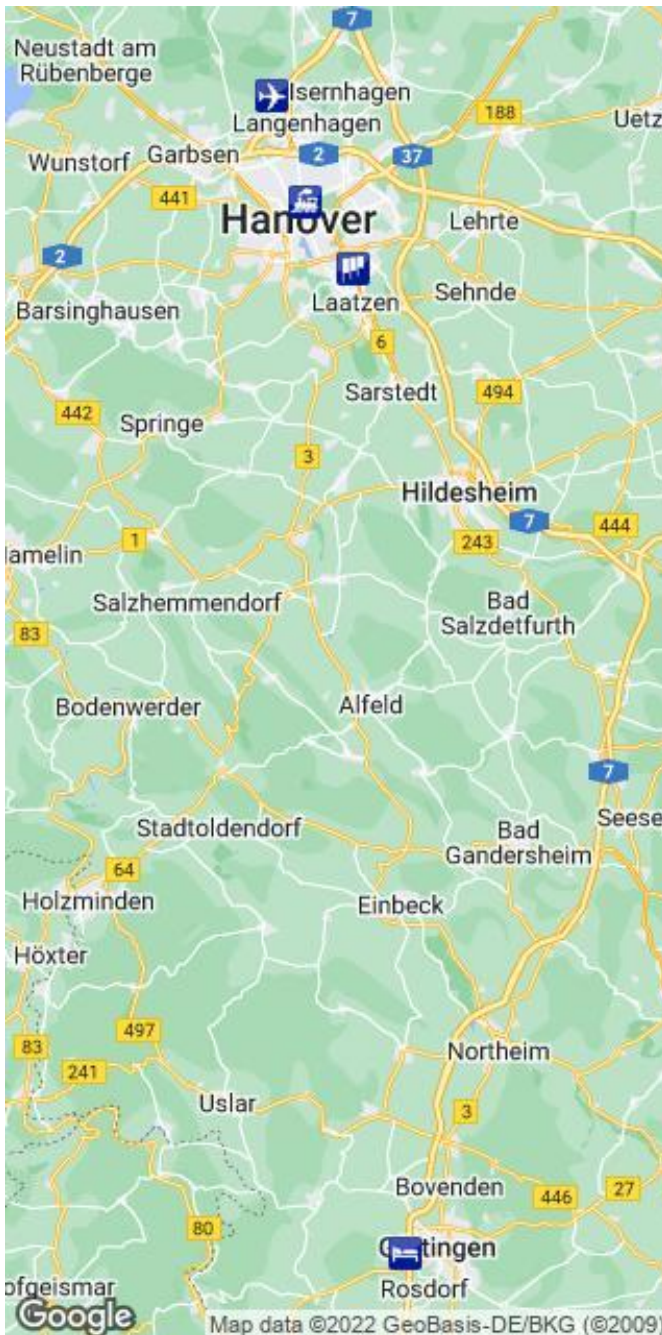 7
Neustadt am
Rübenberge
Isernhagen
Langenhagen
188
Uetz
Wunstorf
Garbsen
2
37
441
Hanover
Lehrte
2
Laatzen
Sehnde
Barsinghausen
6
Sarstedt
494
442
Springe
3
Hildesheim
7
444
1
243
amelin
Salzhemmendorf
Bad
Salzdetfurth
83
Bodenwerder
Alfeld
7
Stadtoldendorf
Bad
Gandersheim
Seese
64
Holzminden
Einbeck
Höxter
497
83
241
Northeim
Uslar
3
Bovenden
446
27
80
G tingen
Rosdorf
ofgeismar
Google
Map data ©2022 GeoBasis-DE/BKG (©2009)